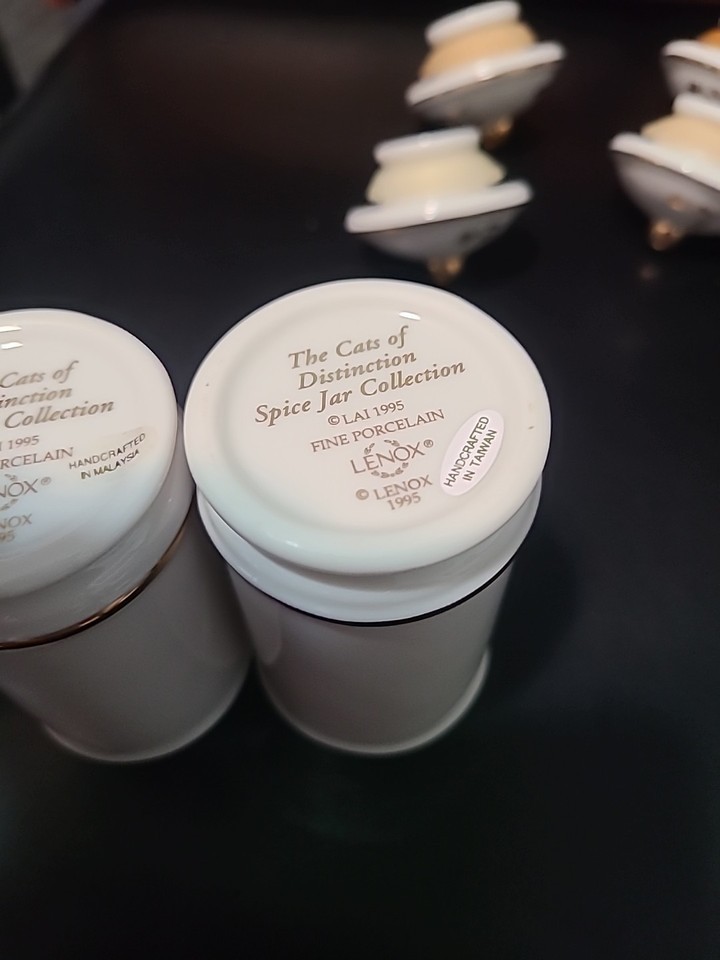 The Cats of
Distinction
Spice Jar Collection
© LAI 1995
FINE PORCELAIN
LENOX®
© LENOX
1995
HANDCRAFTED
IN TAIWAN
Cats of
Collection
1995
HANDCRAFTED
IN MALAYSIA